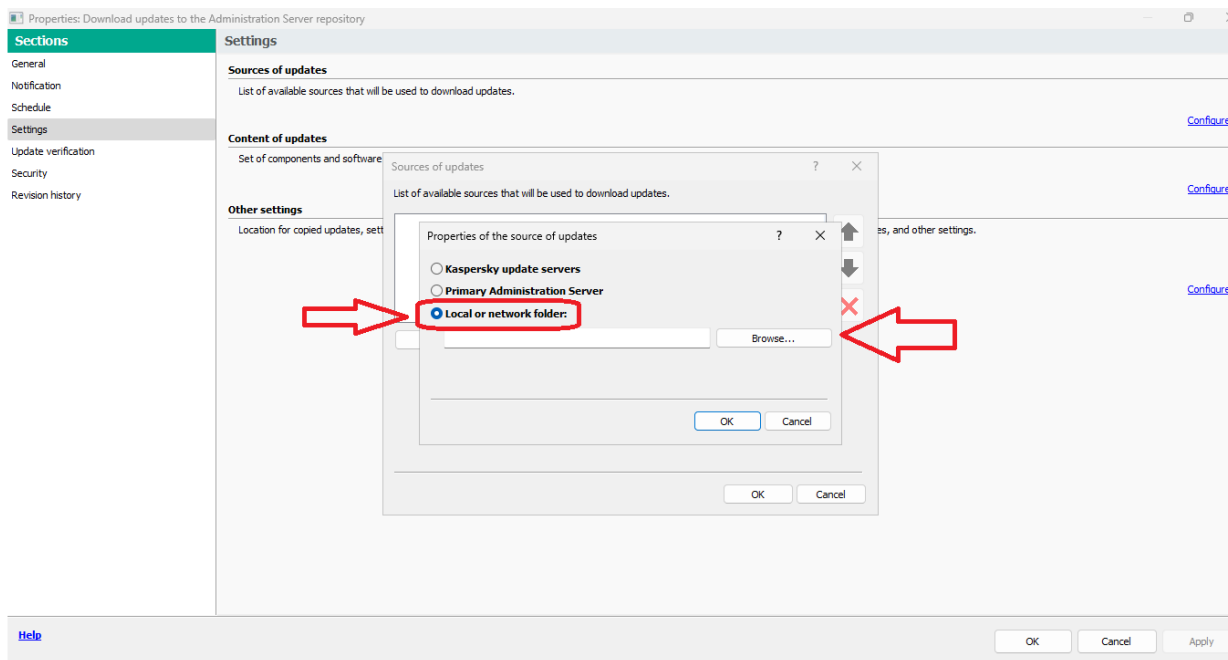 Properties: Download updates to the Administration Server repository
Sections
General
Notification
Schedule
Settings
Update verification
Security
Revision history
Settings
Sources of updates
List of available sources that will be used to download updates.
Configure
Content of updates
Set of components and software
Configure
Other settings
Location for copied updates, sett
es, and other settings.
Configure
Sources of updates
?
List of available sources that will be used to download updates.
Properties of the source of updates
?
Kaspersky update servers
Primary Administration Server
Local or network folder:
Browse...
OK Cancel
OK Cancel
Help
OK Cancel Apply